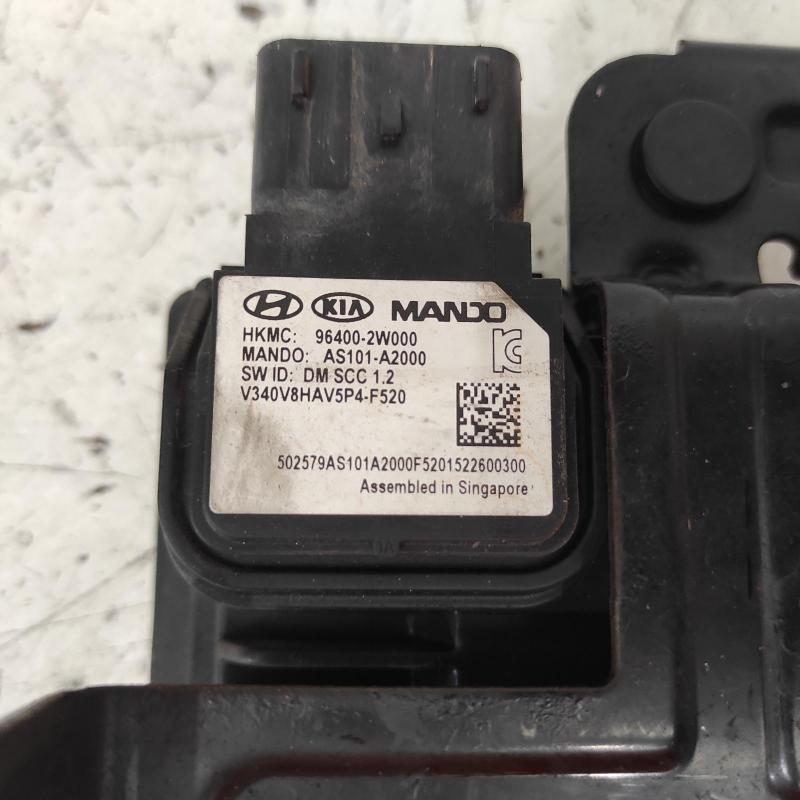 KIA MANDO
HKMC: 96400-2W000
MANDO: AS101-A2000
SW ID: DM SCC 1.2
V340V8HAV5P4-F520
502579AS101A2000F5201522600300
Assembled in Singapore